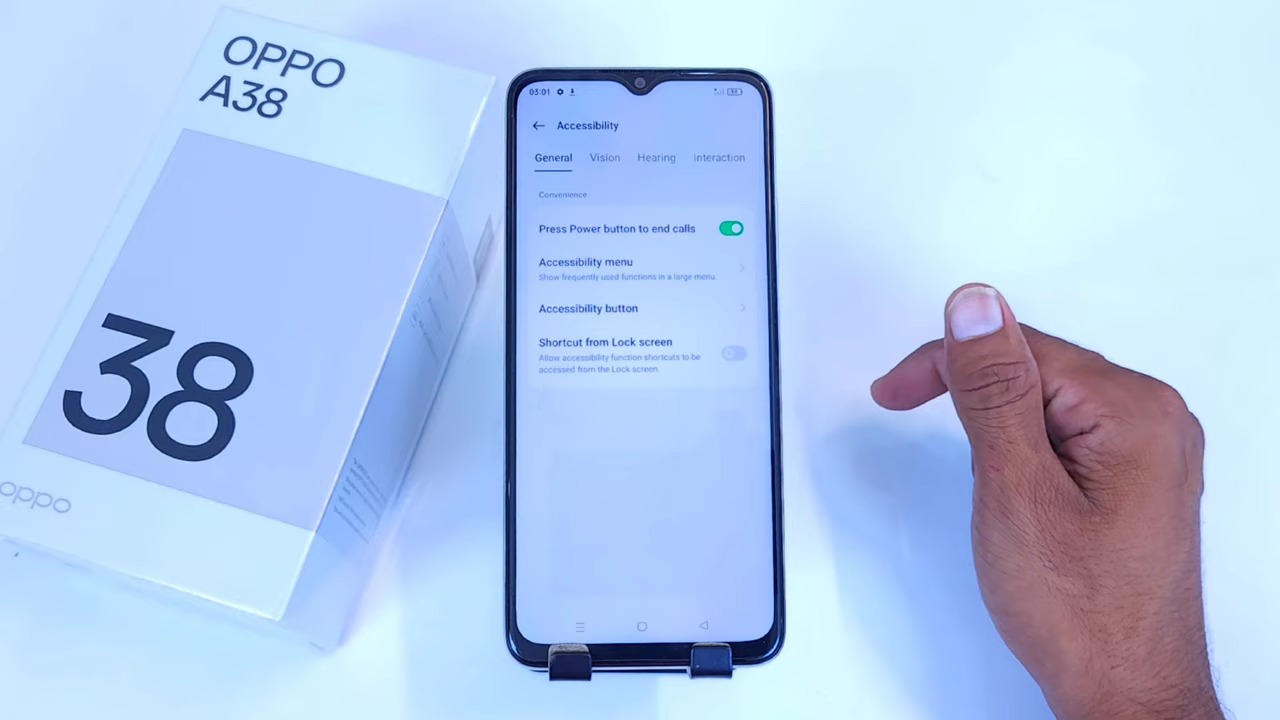 OPPO
A38
38
oppo
03:01
Accessibility
General Vision Hearing Interaction
Convenience
Press Power button to end calls
Accessibility menu
Show frequently used functions in a large menu.
Accessibility button
Shortcut from Lock screen
Allow accessibility function shortcuts to be
accessed from the Lock screen.